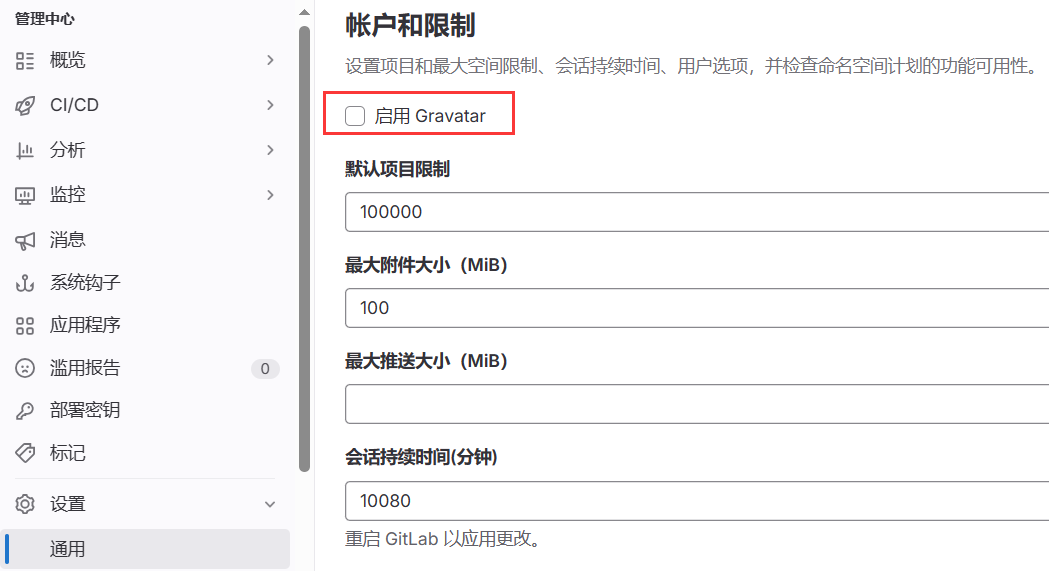 管理中心
概览
CI/CD
分析
监控
消息
系统钩子
应用程序
滥用报告 0
部署密钥
标记
设置
通用
帐户和限制
设置项目和最大空间限制、会话持续时间、用户选项，并检查命名空间计划的功能可用性。
启用 Gravatar
默认项目限制
100000
最大附件大小（MiB）
100
最大推送大小（MiB）
会话持续时间(分钟)
10080
重启 GitLab 以应用更改。